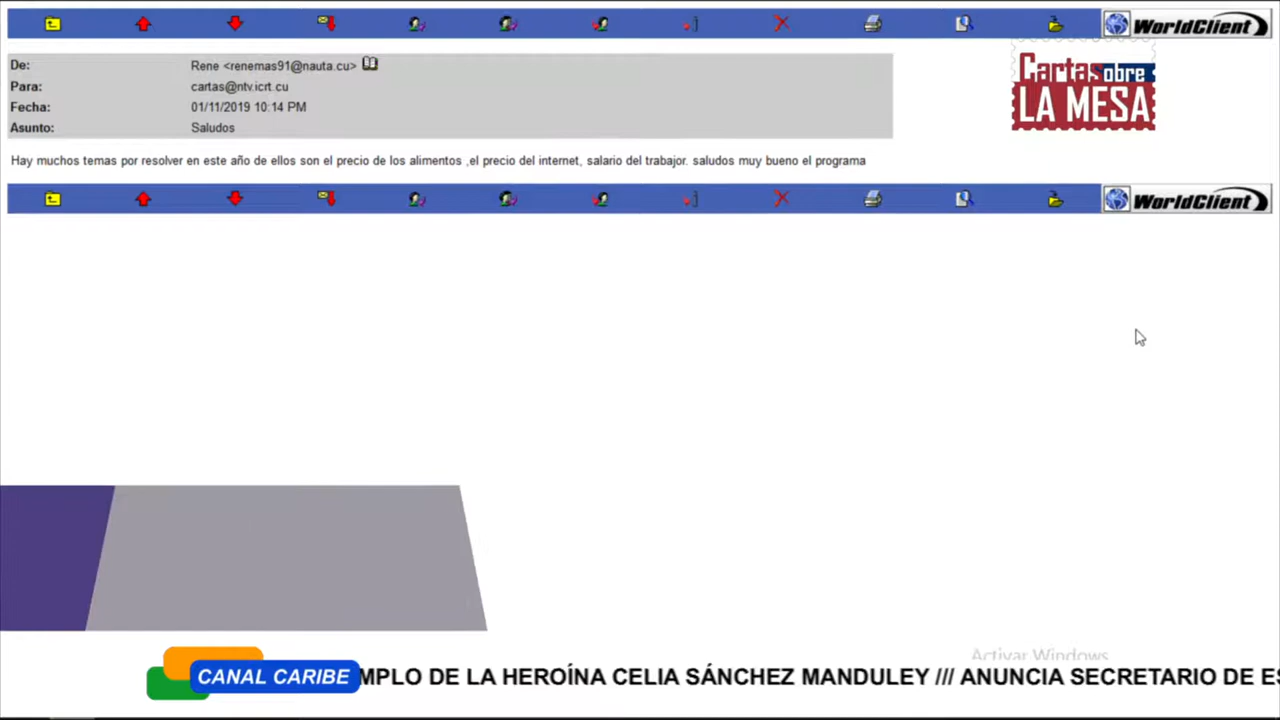 WorldClient
Cartas sobre
LA MESA
De: Rene <renemas91@nauta.cu>
Para: cartas@ntv.icrt.cu
Fecha: 01/11/2019 10:14 PM
Asunto: Saludos
Hay muchos temas por resolver en este año de ellos son el precio de los alimentos ,el precio del internet, salario del trabajor. saludos muy bueno el programa
WorldClient
Activar Windows
CANAL CARIBE MPLO DE LA HEROÍNA CELIA SÁNCHEZ MANDULEY /// ANUNCIA SECRETARIO DE ES